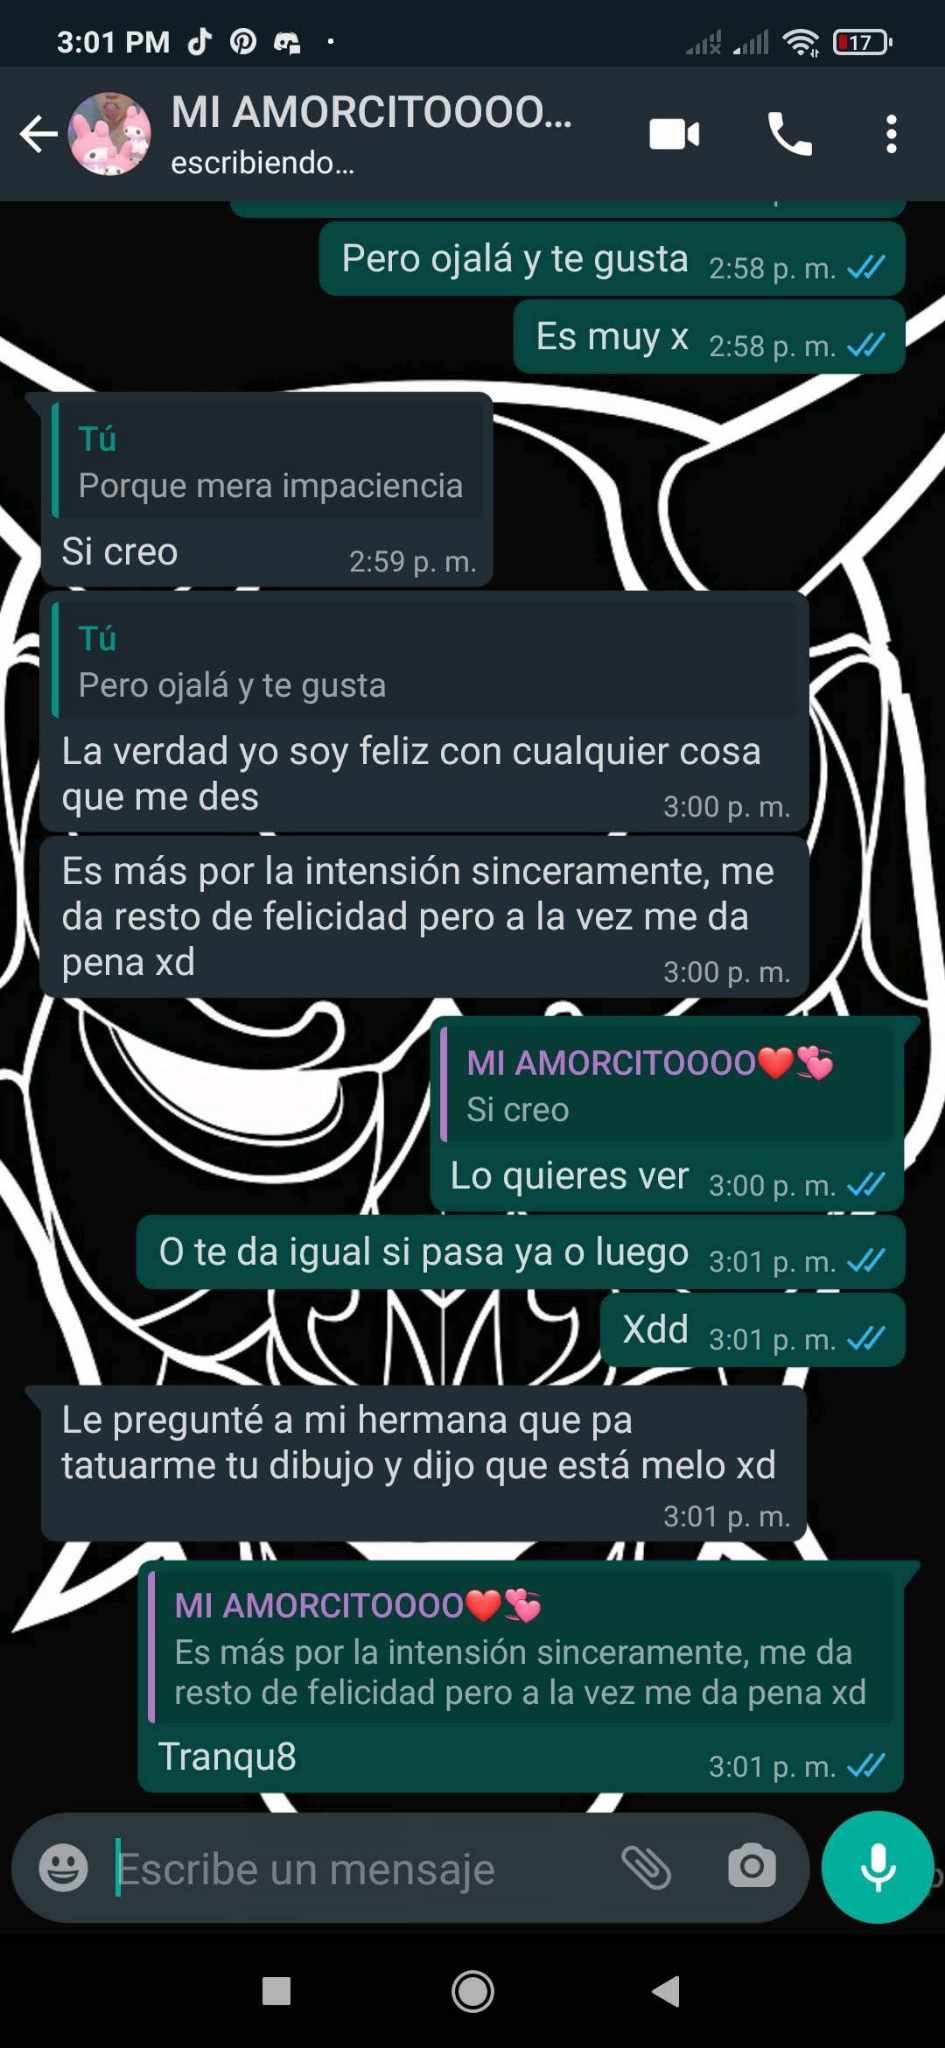 3:01 PM
17
MI AMORCITOOOO...
escribiendo...
Pero ojalá y te gusta 2:58 p. m.
Es muy x 2:58 p. m.
Tú
Porque mera impaciencia
Si creo 2:59 p. m.
Tú
Pero ojalá y te gusta
La verdad yo soy feliz con cualquier cosa
que me des 3:00 p. m.
Es más por la intensión sinceramente, me
da resto de felicidad pero a la vez me da
pena xd 3:00 p. m.
MI AMORCITOOOO❤️💞
Si creo
Lo quieres ver 3:00 p. m.
O te da igual si pasa ya o luego 3:01 p. m.
Xdd 3:01 p. m.
Le pregunté a mi hermana que pa
tatuarme tu dibujo y dijo que está melo xd
3:01 p. m.
MI AMORCITOOOO❤️💞
Es más por la intensión sinceramente, me da
resto de felicidad pero a la vez me da pena xd
Tranqu8 3:01 p. m.
Escribe un mensaje